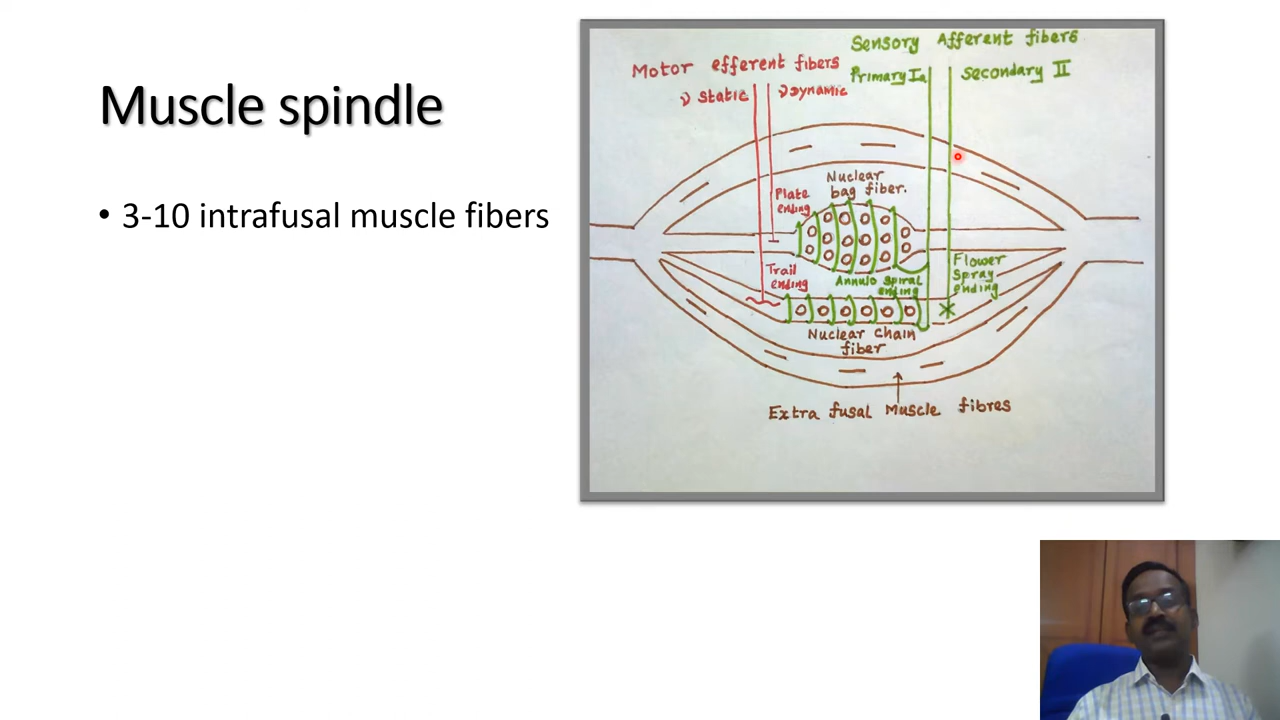 Muscle spindle
• 3-10 intrafusal muscle fibers
Sensory Afferent fibers
Motor efferent fibers
Primary Ia
Secondary II
γ static
γ Dynamic
Nuclear
bag fiber.
Plate
ending
Trail
ending
Annulo spiral
ending
Flower
Spray
ending
Nuclear Chain
fiber
Extra fusal Muscle fibres